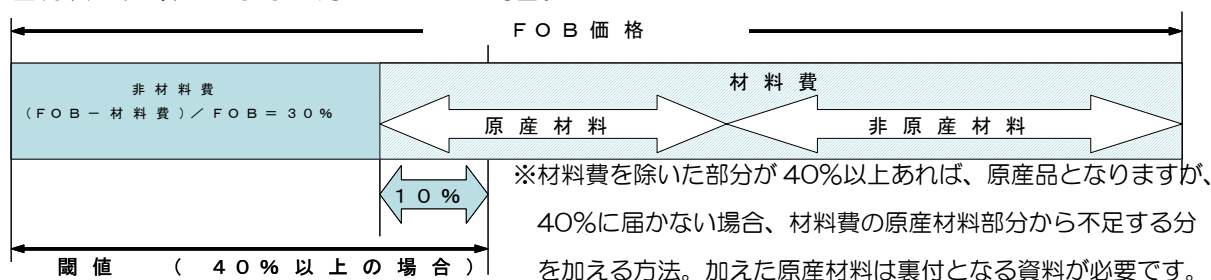 FOB価格
非材料費
(FOB-材料費)/FOB=30%
材料費
原産材料
非原産材料
10%
※材料費を除いた部分が40%以上あれば、原産品となりますが、
40%に届かない場合、材料費の原産材料部分から不足する分
を加える方法。加えた原産材料は裏付となる資料が必要です。
閾値 (40%以上の場合)